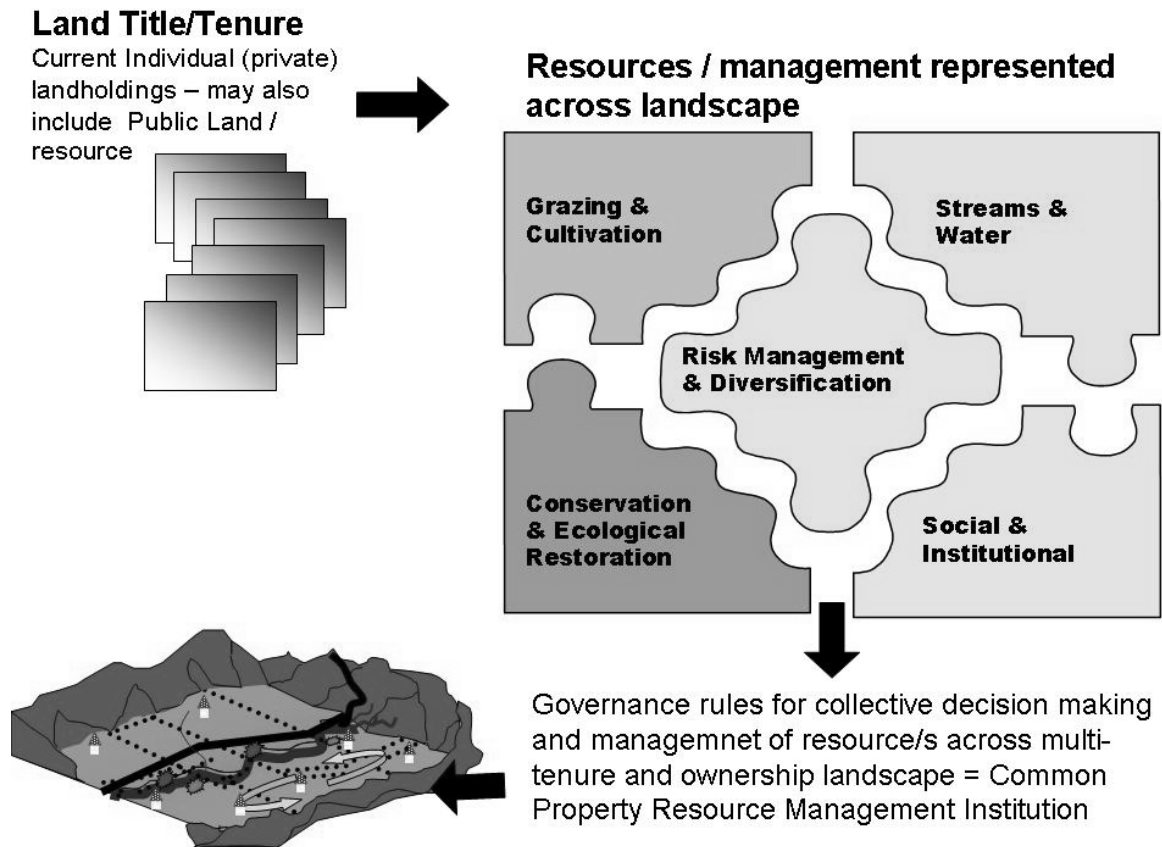 Land Title/Tenure
Current Individual (private)
landholdings – may also
include Public Land /
resource
Resources / management represented
across landscape
Grazing &
Cultivation
Streams &
Water
Risk Management
& Diversification
Conservation
& Ecological
Restoration
Social &
Institutional
Governance rules for collective decision making
and managemnet of resource/s across multi-
tenure and ownership landscape = Common
Property Resource Management Institution